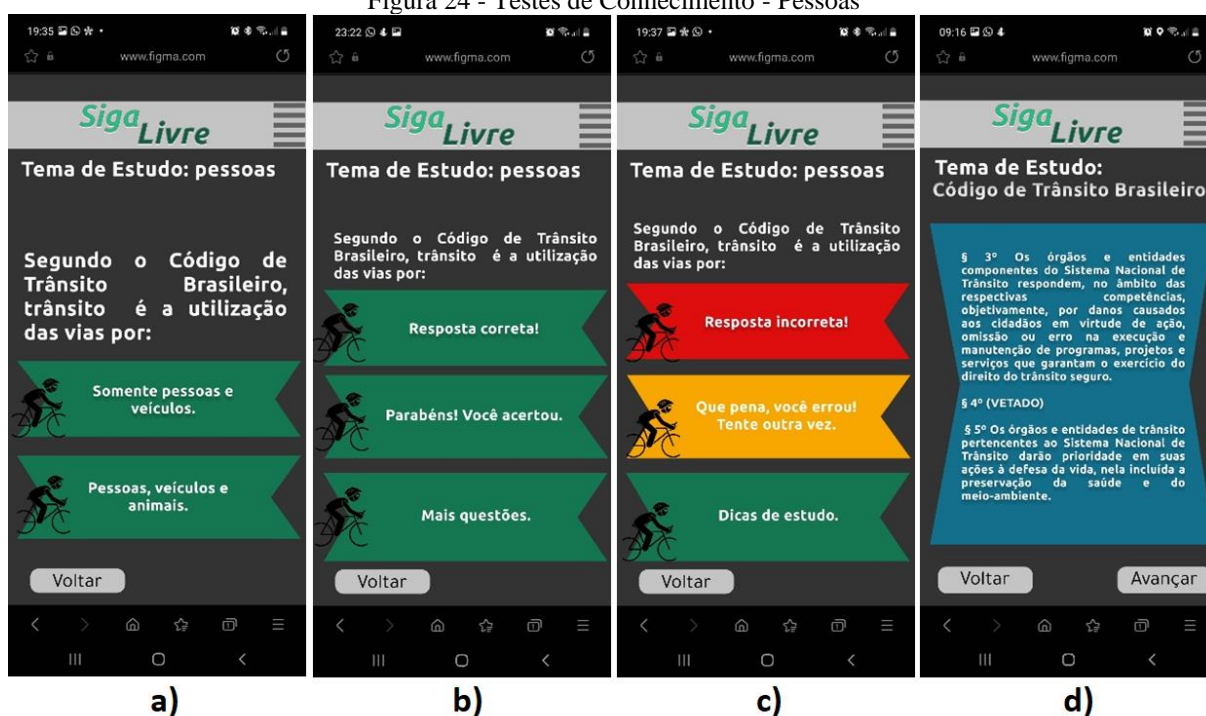 Figura 24 - Testes de Conhecimento - Pessoas
19:35
www.figma.com
Siga
Livre
Tema de Estudo: pessoas
Segundo o Código de
Trânsito Brasileiro,
trânsito é a utilização
das vias por:
Somente pessoas e
veículos.
Pessoas, veículos e
animais.
Voltar
a)
23:22
www.figma.com
Siga
Livre
Tema de Estudo: pessoas
Segundo o Código de Trânsito
Brasileiro, trânsito é a utilização
das vias por:
Resposta correta!
Parabéns! Você acertou.
Mais questões.
Voltar
b)
19:37
www.figma.com
Siga
Livre
Tema de Estudo: pessoas
Segundo o Código de Trânsito
Brasileiro, trânsito é a utilização
das vias por:
Resposta incorreta!
Que pena, você errou!
Tente outra vez.
Dicas de estudo.
Voltar
c)
09:16
www.figma.com
Siga
Livre
Tema de Estudo:
Código de Trânsito Brasileiro
§ 3º Os órgãos e entidades
componentes do Sistema Nacional de
Trânsito respondem, no âmbito das
respectivas competências,
objetivamente, por danos causados
aos cidadãos em virtude de ação,
omissão ou erro na execução e
manutenção de programas, projetos e
serviços que garantam o exercício do
direito do trânsito seguro.
§ 4º (VETADO)
§ 5º Os órgãos e entidades de trânsito
pertencentes ao Sistema Nacional de
Trânsito darão prioridade em suas
ações à defesa da vida, nela incluída a
preservação da saúde e do
meio-ambiente.
Voltar
Avançar
d)